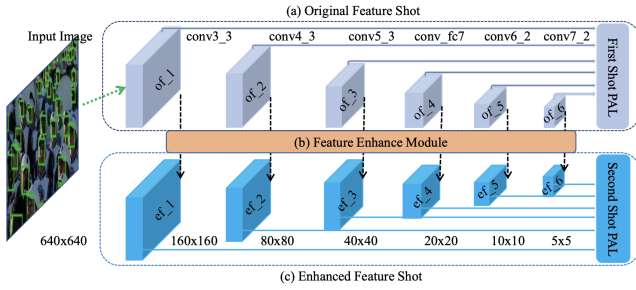 (a) Original Feature Shot
Input Image
conv3_3
conv4_3
conv5_3
conv_fc7
conv6_2
conv7_2
of_1
of_2
of_3
of_4
of_5
of_6
First Shot PAL
(b) Feature Enhance Module
ef_1
ef_2
ef_3
ef_4
ef_5
ef_6
Second Shot PAL
640x640
160x160
80x80
40x40
20x20
10x10
5x5
(c) Enhanced Feature Shot